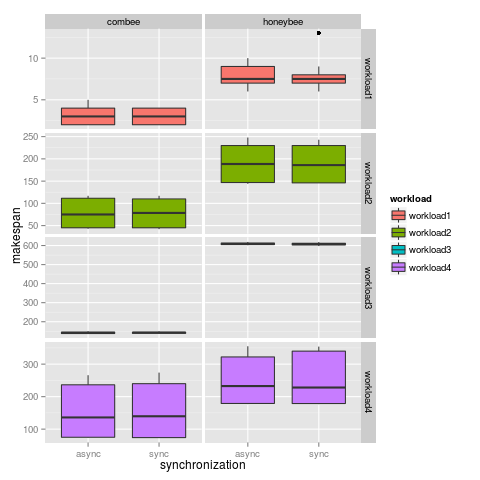 combee honeybee
10
5
workload1
250
200
150
100
50
workload2
makespan
600
500
400
300
200
workload3
300
200
100
workload4
async sync async sync
synchronization
workload
workload1
workload2
workload3
workload4